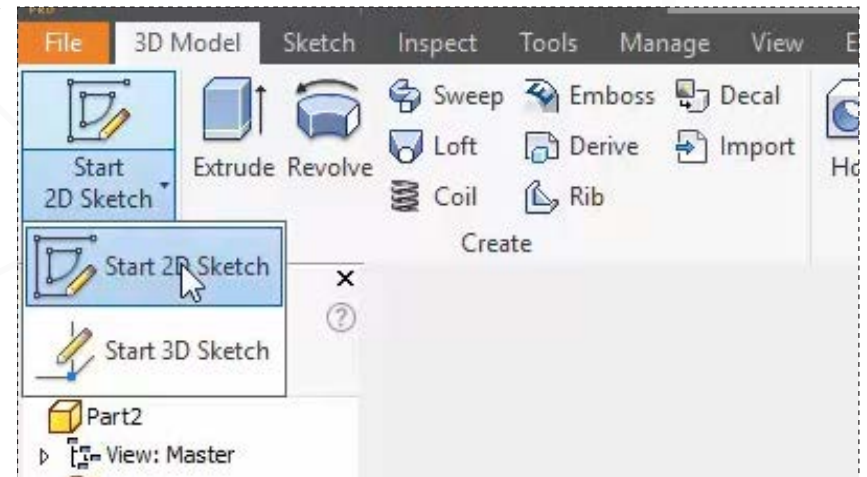 PRO
File 3D Model Sketch Inspect Tools Manage View
Sweep Emboss Decal
Start Extrude Revolve Loft Derive Import
2D Sketch Coil Rib
Create
Start 2D Sketch
Start 3D Sketch
Part2
View: Master